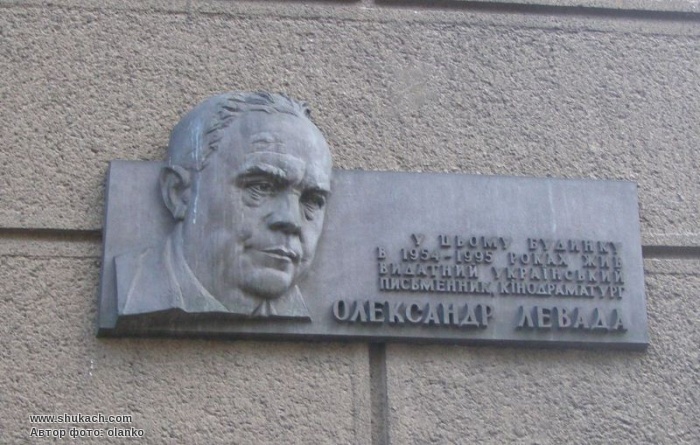 У ЦЬОМУ БУДИНКУ
В 1954-1995 РОКАХ ЖИВ
ВИДАТНИЙ УКРАЇНСЬКИЙ
ПИСЬМЕННИК КІНОДРАМАТУРГ
ОЛЕКСАНДР ЛЕВАДА
www.shukach.com
Автор фото: olanko